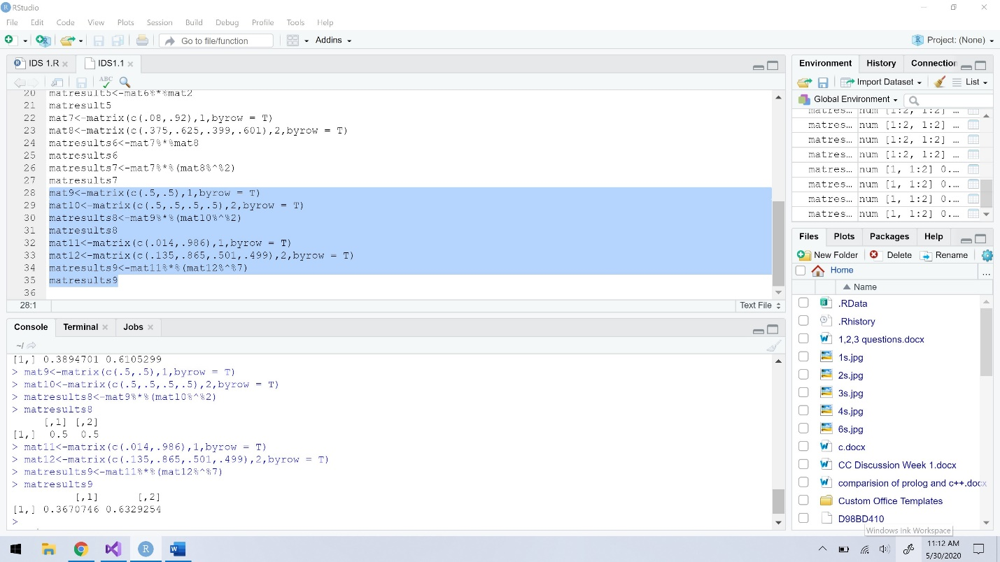 RStudio
File Edit Code View Plots Session Build Debug Profile Tools Help
Go to file/function Addins Project: (None)
IDS 1.R IDS1.1
ABC
20 matresult5<-mat6%*%mat2
21 matresult5
22 mat7<-matrix(c(.08,.92),1,byrow = T)
23 mat8<-matrix(c(.375,.625,.399,.601),2,byrow = T)
24 matresults6<-mat7%*%mat8
25 matresults6
26 matresults7<-mat7%*%(mat8%^%2)
27 matresults7
28 mat9<-matrix(c(.5,.5),1,byrow = T)
29 mat10<-matrix(c(.5,.5,.5,.5),2,byrow = T)
30 matresults8<-mat9%*%(mat10%^%2)
31 matresults8
32 mat11<-matrix(c(.014,.986),1,byrow = T)
33 mat12<-matrix(c(.135,.865,.501,.499),2,byrow = T)
34 matresults9<-mat11%*%(mat12%^%7)
35 matresults9
36
28:1 Text File
Console Terminal Jobs
~/
[1,] 0.3894701 0.6105299
> mat9<-matrix(c(.5,.5),1,byrow = T)
> mat10<-matrix(c(.5,.5,.5,.5),2,byrow = T)
> matresults8<-mat9%*%(mat10%^%2)
> matresults8
[,1] [,2]
[1,] 0.5 0.5
> mat11<-matrix(c(.014,.986),1,byrow = T)
> mat12<-matrix(c(.135,.865,.501,.499),2,byrow = T)
> matresults9<-mat11%*%(mat12%^%7)
> matresults9
[,1] [,2]
[1,] 0.3670746 0.6329254
>
Environment History Connection
Import Dataset List
Global Environment
matres… num [1:2, 1:2] …
matres… num [1:2, 1:2] …
matres… num [1:2, 1:2] …
matres… num [1:2, 1:2] …
matres… num [1, 1:2] 0.…
matres… num [1, 1:2] 0.…
matres… num [1, 1:2] 0.…
matres… num [1, 1:2] 0.…
Files Plots Packages Help
New Folder Delete Rename
Home ...
Name
.RData
.Rhistory
1,2,3 questions.docx
1s.jpg
2s.jpg
3s.jpg
4s.jpg
6s.jpg
c.docx
CC Discussion Week 1.docx
comparision of prolog and c++.docx
Custom Office Templates
D98BD410
Windows Ink Workspace
11:12 AM
5/30/2020